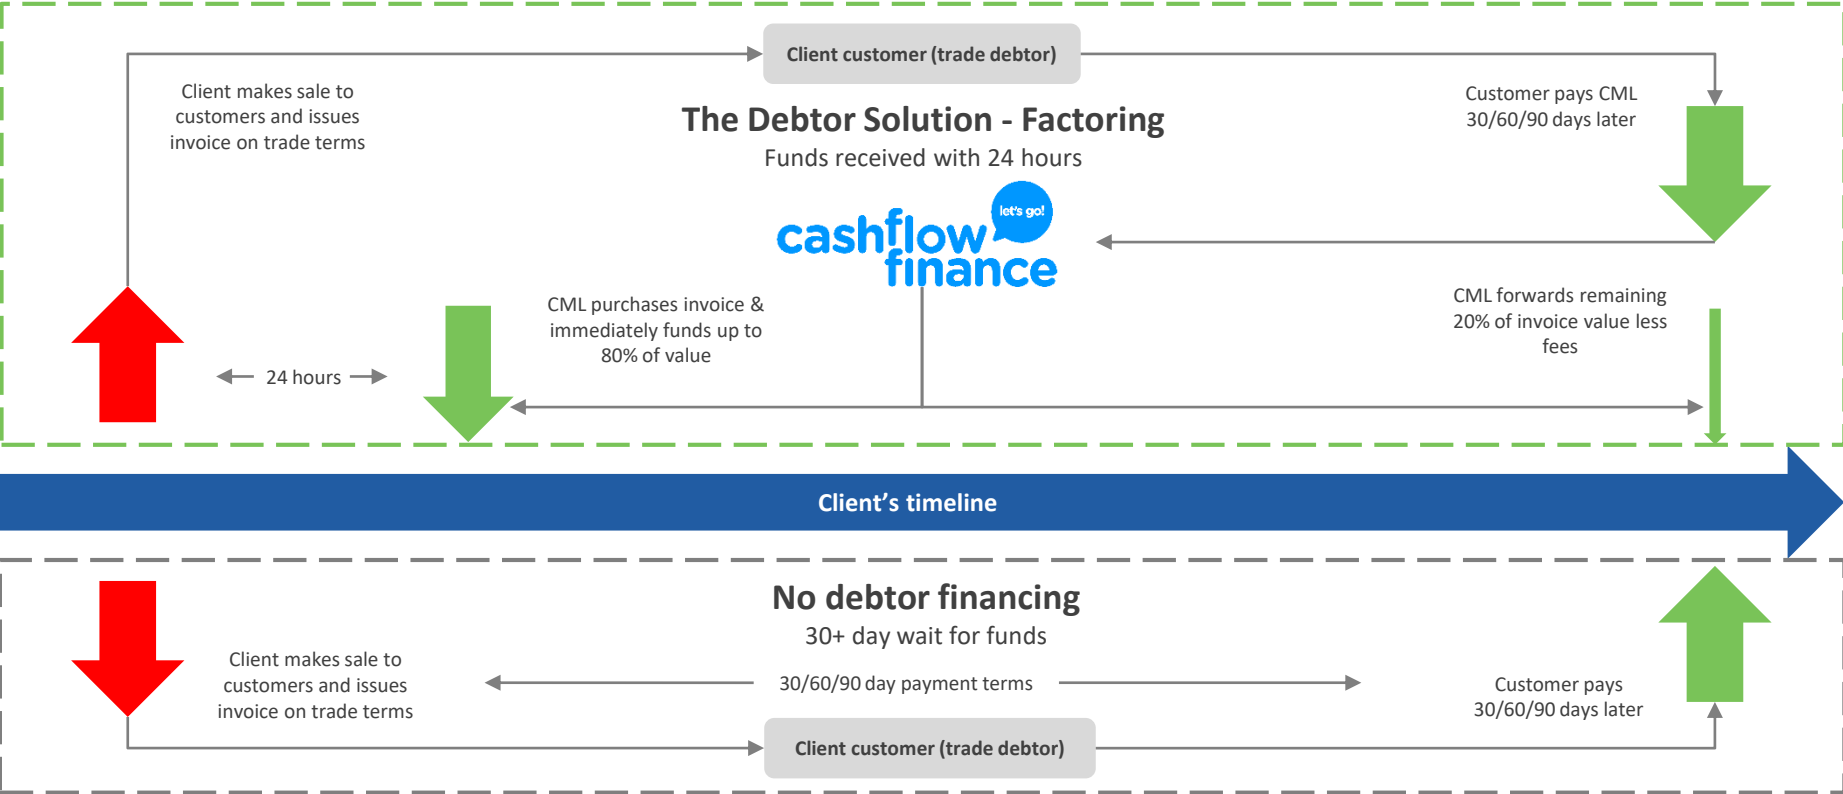 Client customer (trade debtor)
Client makes sale to
customers and issues
invoice on trade terms
The Debtor Solution - Factoring
Funds received with 24 hours
Customer pays CML
30/60/90 days later
let's go!
cashflow
finance
CML purchases invoice &
immediately funds up to
80% of value
CML forwards remaining
20% of invoice value less
fees
24 hours
Client’s timeline
No debtor financing
30+ day wait for funds
Client makes sale to
customers and issues
invoice on trade terms
30/60/90 day payment terms
Customer pays
30/60/90 days later
Client customer (trade debtor)